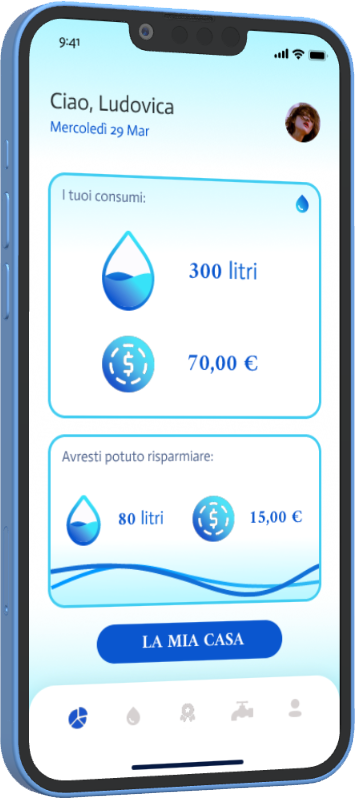 9:41
Ciao, Ludovica
Mercoledì 29 Mar
I tuoi consumi:
300 litri
$
70,00 €
Avresti potuto risparmiare:
80 litri
$
15,00 €
LA MIA CASA